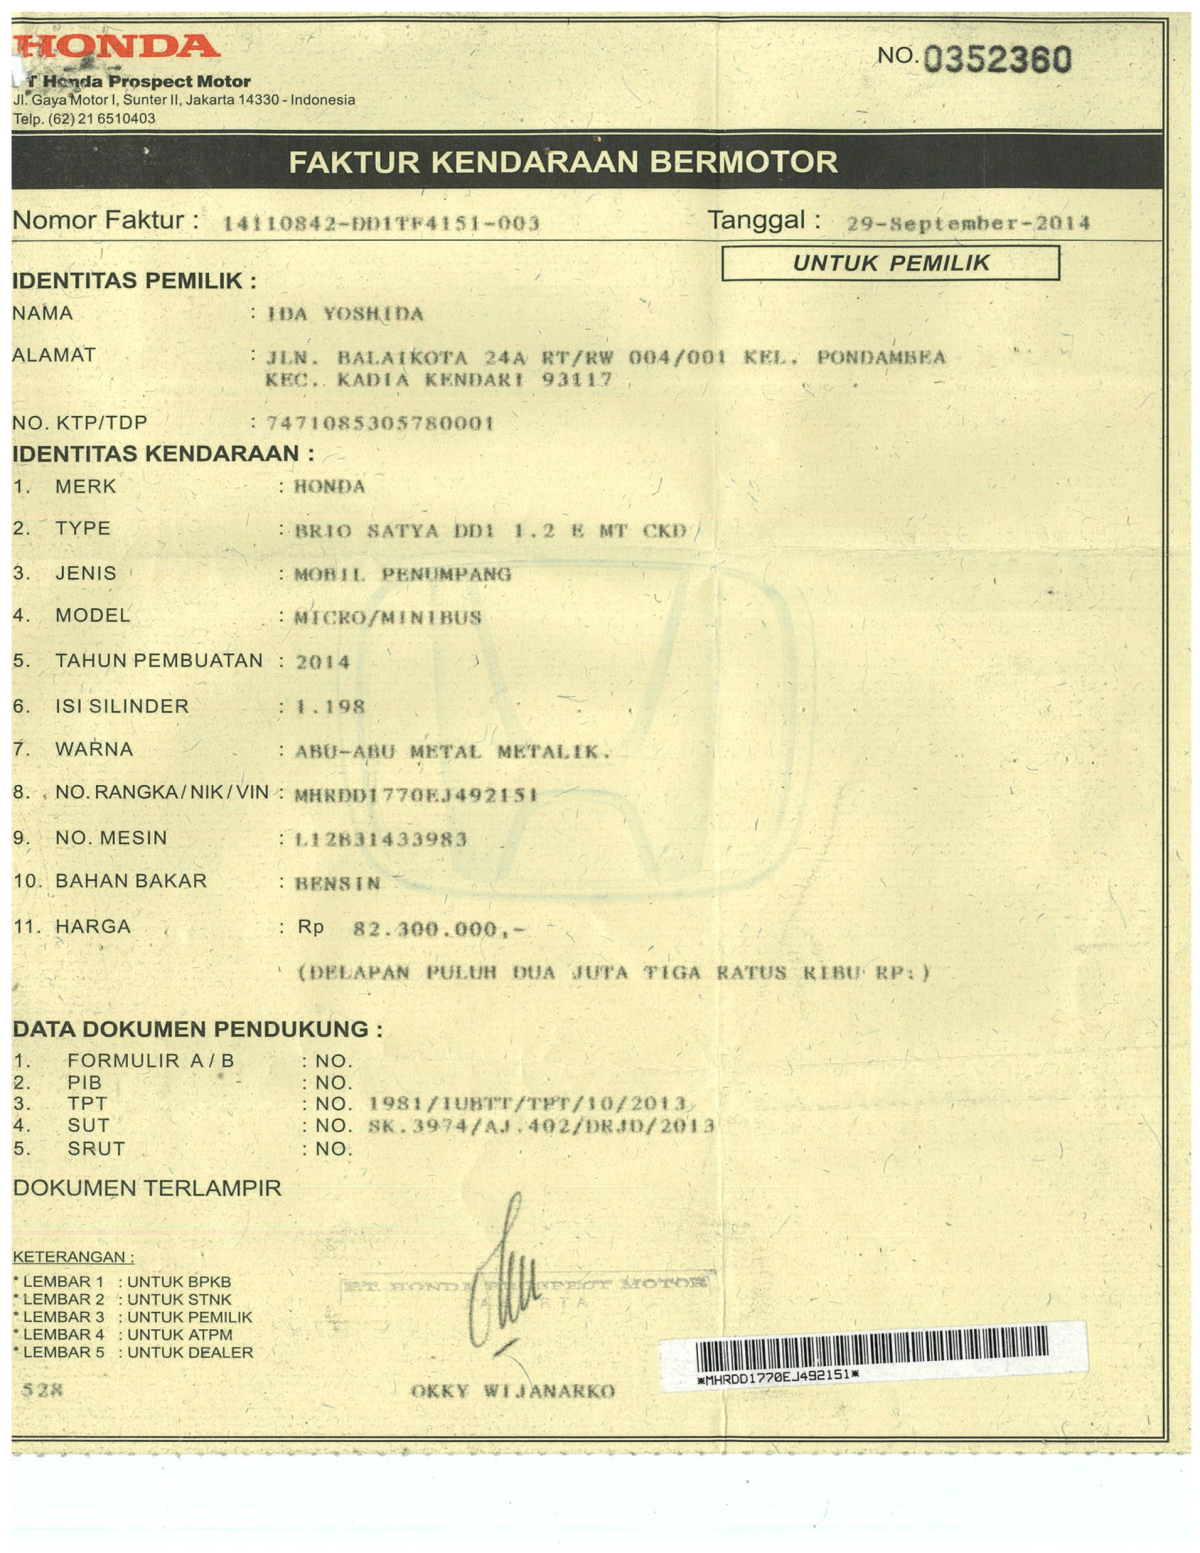 HONDA
NO. 0352360
PT Honda Prospect Motor
Jl. Gaya Motor I, Sunter II, Jakarta 14330 - Indonesia
Telp. (62) 21 6510403
FAKTUR KENDARAAN BERMOTOR
Nomor Faktur : 14110842-DD1TF4151-003 Tanggal : 29-September-2014
UNTUK PEMILIK
IDENTITAS PEMILIK :
NAMA : IDA YOSHIDA
ALAMAT : JLN. BALAIKOTA 24A RT/RW 004/001 KEL. PONDAMBEA
KEC. KADIA KENDARI 93117
NO. KTP/TDP : 7471085305780001
IDENTITAS KENDARAAN :
1. MERK : HONDA
2. TYPE : BRIO SATYA DD1 1.2 E MT CKD
3. JENIS : MOBIL PENUMPANG
4. MODEL : MICRO/MINIBUS
5. TAHUN PEMBUATAN : 2014
6. ISI SILINDER : 1.198
7. WARNA : ABU-ABU METAL METALIK.
8. NO. RANGKA / NIK / VIN : MHRDD1770EJ492151
9. NO. MESIN : L12B31433983
10. BAHAN BAKAR : BENSIN
11. HARGA : Rp 82.300.000,-
(DELAPAN PULUH DUA JUTA TIGA RATUS RIBU RP.)
DATA DOKUMEN PENDUKUNG :
1. FORMULIR A / B : NO.
2. PIB : NO.
3. TPT : NO. 1981/IUBTT/TPT/10/2013
4. SUT : NO. SK.3974/AJ.402/DRJD/2013
5. SRUT : NO.
DOKUMEN TERLAMPIR
KETERANGAN :
* LEMBAR 1 : UNTUK BPKB
* LEMBAR 2 : UNTUK STNK
* LEMBAR 3 : UNTUK PEMILIK
* LEMBAR 4 : UNTUK ATPM
* LEMBAR 5 : UNTUK DEALER
P.T. HONDA PROSPECT MOTOR
JAKARTA
*MHRDD1770EJ492151*
528 OKKY WIJANARKO